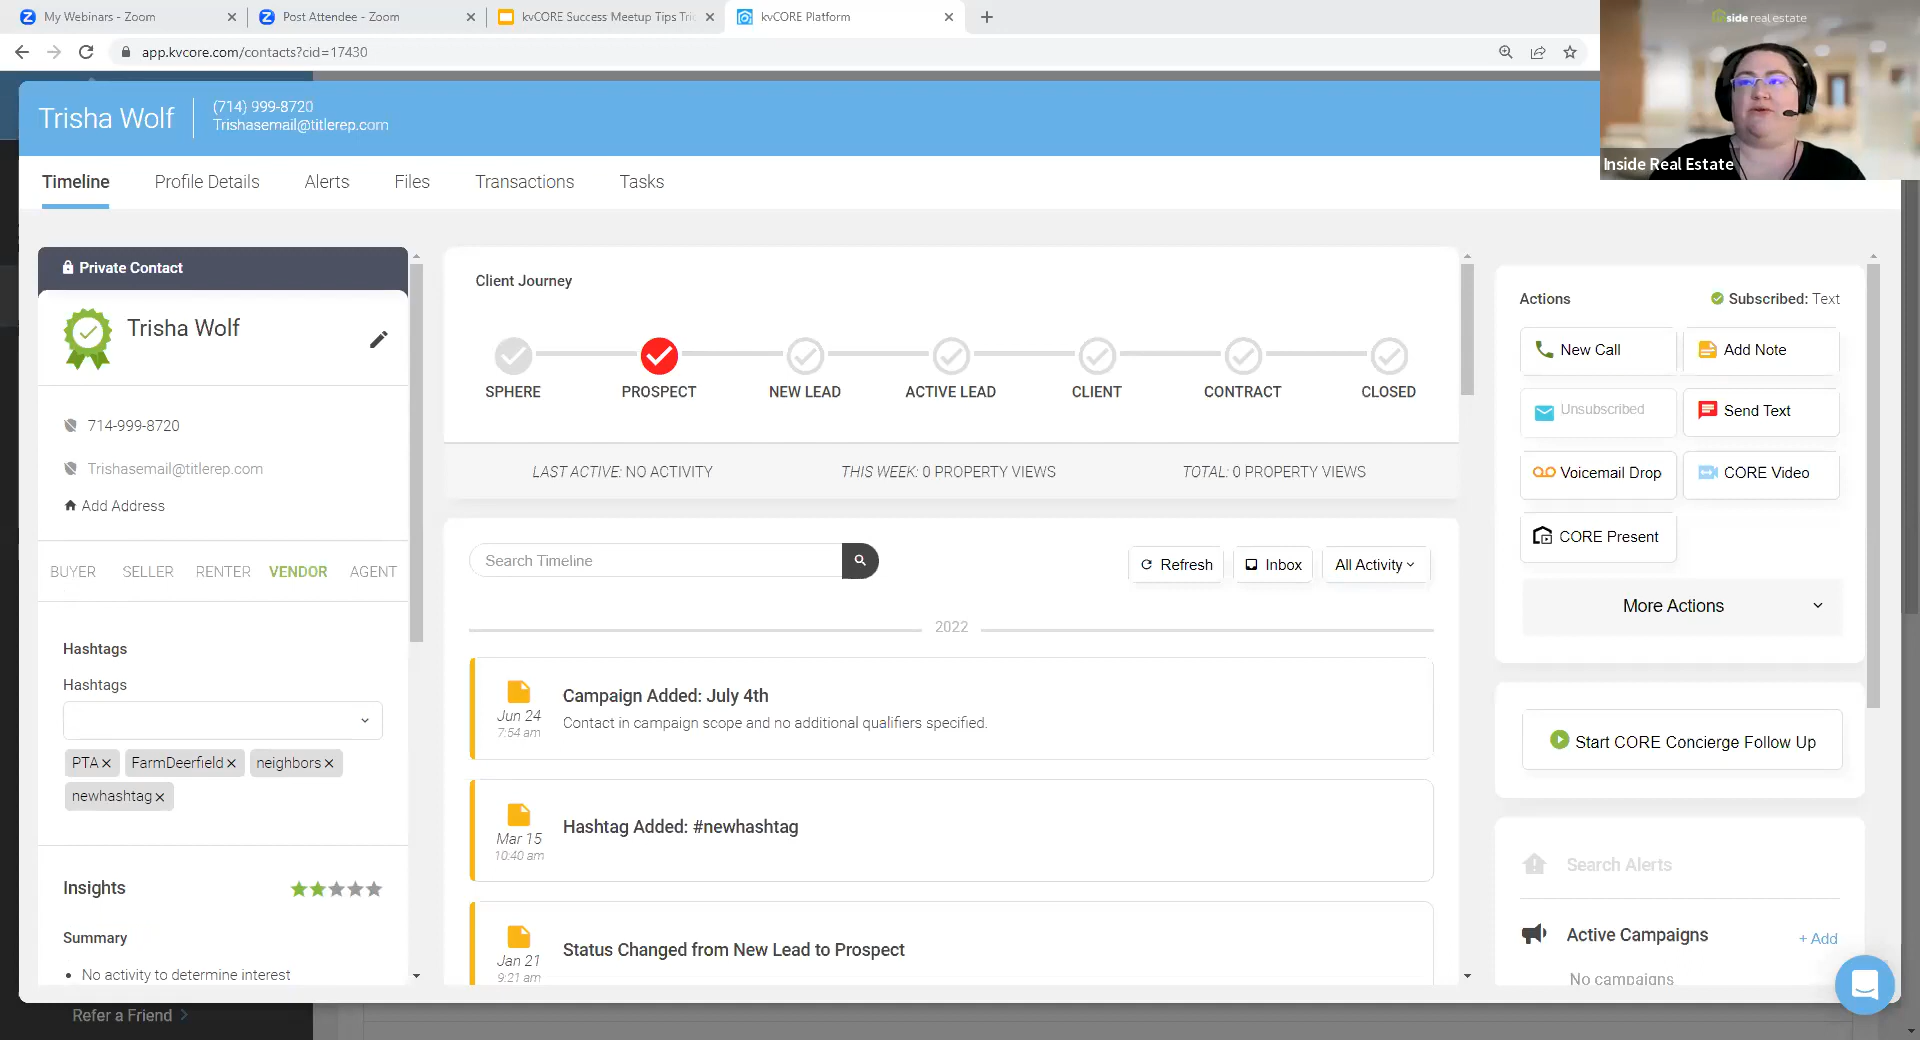 My Webinars - Zoom
Post Attendee - Zoom
kvCORE Success Meetup Tips Tric
kvCORE Platform
app.kvcore.com/contacts?cid=17430
inside real estate
Inside Real Estate
Trisha Wolf
(714) 999-8720
Trishasemail@titlerep.com
Timeline
Profile Details
Alerts
Files
Transactions
Tasks
Private Contact
Trisha Wolf
714-999-8720
Trishasemail@titlerep.com
Add Address
BUYER SELLER RENTER VENDOR AGENT
Hashtags
Hashtags
PTA × FarmDeerfield × neighbors ×
newhashtag ×
Insights
Summary
• No activity to determine interest
Refer a Friend >
Client Journey
SPHERE PROSPECT NEW LEAD ACTIVE LEAD CLIENT CONTRACT CLOSED
LAST ACTIVE: NO ACTIVITY
THIS WEEK: 0 PROPERTY VIEWS
TOTAL: 0 PROPERTY VIEWS
Search Timeline
Refresh
Inbox
All Activity
2022
Jun 24
7:54 am
Campaign Added: July 4th
Contact in campaign scope and no additional qualifiers specified.
Mar 15
10:40 am
Hashtag Added: #newhashtag
Jan 21
9:21 am
Status Changed from New Lead to Prospect
Actions
Subscribed: Text
New Call
Add Note
Unsubscribed
Send Text
Voicemail Drop
CORE Video
CORE Present
More Actions
Start CORE Concierge Follow Up
Search Alerts
Active Campaigns
+ Add
No campaigns